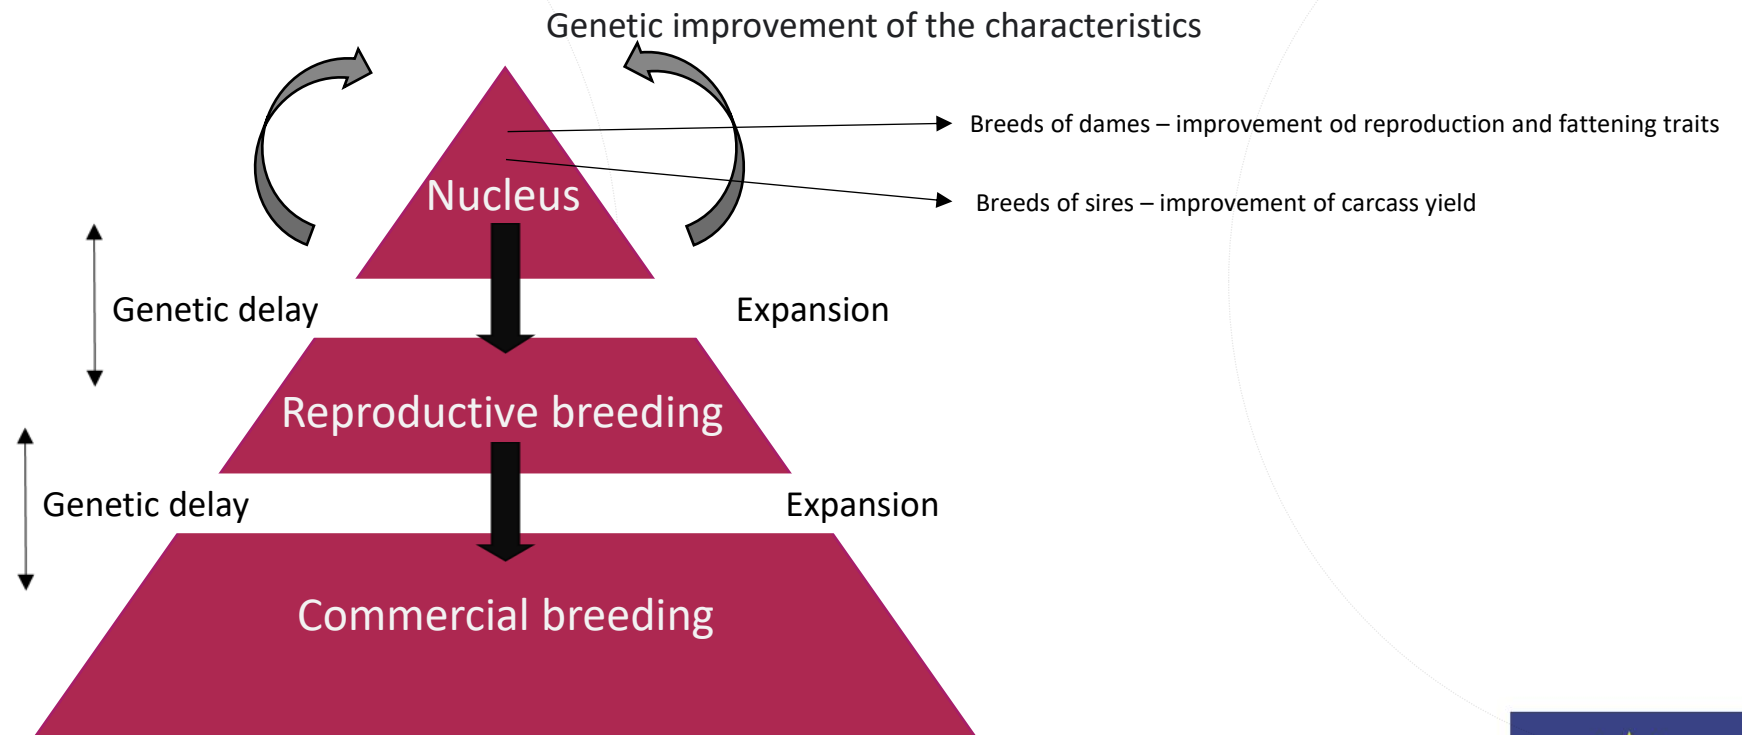 Genetic improvement of the characteristics
Breeds of dames – improvement od reproduction and fattening traits
Nucleus
Breeds of sires – improvement of carcass yield
Genetic delay
Expansion
Reproductive breeding
Genetic delay
Expansion
Commercial breeding